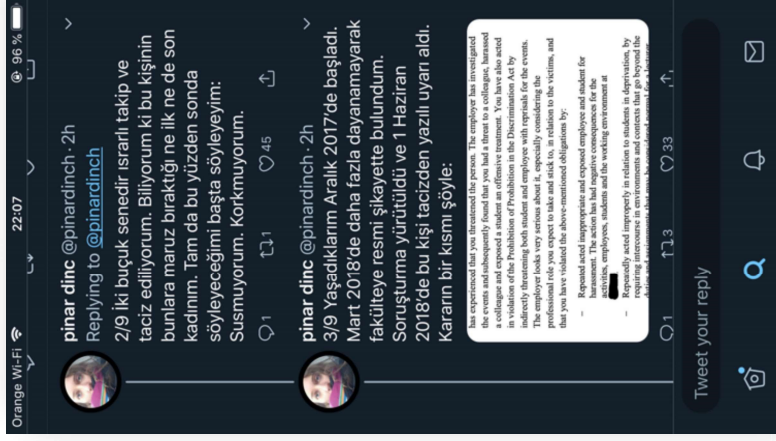 Orange Wi-Fi
22:07
96 %
pinar dinc @pinardinch · 2h
Replying to @pinardinch
2/9 İki buçuk senedir ısrarlı takip ve
taciz ediliyorum. Biliyorum ki bu kişinin
bunlara maruz bıraktığı ne ilk ne de son
kadınım. Tam da bu yüzden sonda
söyleyeceğimi başta söyleyeyim:
Susmuyorum. Korkmuyorum.
1 1 45
pinar dinc @pinardinch · 2h
3/9 Yaşadıklarım Aralık 2017'de başladı.
Mart 2018'de daha fazla dayanamayarak
fakülteye resmi şikayette bulundum.
Soruşturma yürütüldü ve 1 Haziran
2018'de bu kişi tacizden yazılı uyarı aldı.
Kararın bir kısmı şöyle:
has experienced that you threatened the person. The employer has investigated
the events and subsequently found that you had a threat to a colleague, harassed
a colleague and exposed a student an offensive treatment. You have also acted
in violation of the Prohibition of Prohibition in the Discrimination Act by
indirectly threatening both student and employee with reprisals for the events.
The employer looks very serious about it, especially considering the
professional role you expect to take and stick to, in relation to the victims, and
that you have violated the above-mentioned obligations by:
– Repeated acted inappropriate and exposed employee and student for
harassment. The action has had negative consequences for the
activities, employees, students and the working environment at
– Repeatedly acted improperly in relation to students in deprivation, by
requiring intercourse in environments and contexts that go beyond the
1 3 33
Tweet your reply